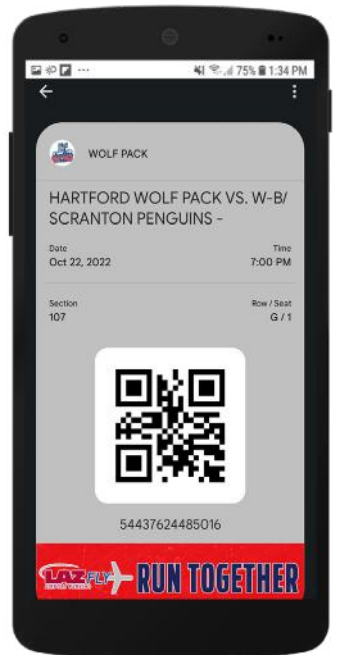 75% 1:34 PM
WOLF PACK
HARTFORD WOLF PACK VS. W-B/
SCRANTON PENGUINS -
Date Time
Oct 22, 2022 7:00 PM
Section Row / Seat
107 G / 1
54437624485016
LAZ FLY RUN TOGETHER